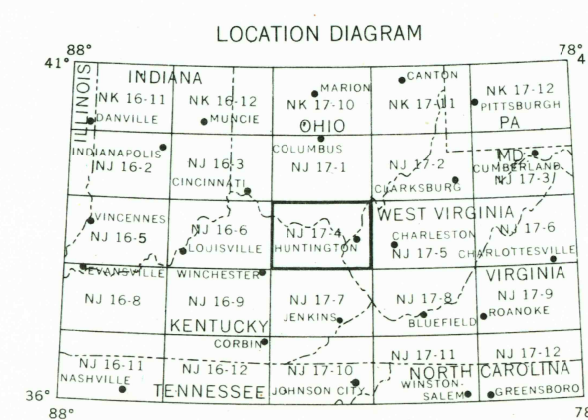 LOCATION DIAGRAM
88°
78°
41°
ILLINOIS
INDIANA
NK 16-11
DANVILLE
NK 16-12
MUNCIE
MARION
NK 17-10
OHIO
CANTON
NK 17-11
NK 17-12
PITTSBURGH
PA
INDIANAPOLIS
NJ 16-2
NJ 16-3
CINCINNATI
COLUMBUS
NJ 17-1
NJ 17-2
CLARKSBURG
MD
CUMBERLAND
NJ 17-3
VINCENNES
NJ 16-5
NJ 16-6
LOUISVILLE
NJ 17-4
HUNTINGTON
WEST VIRGINIA
CHARLESTON
NJ 17-5
NJ 17-6
CHARLOTTESVILLE
EVANSVILLE
NJ 16-8
WINCHESTER
NJ 16-9
KENTUCKY
CORBIN
NJ 17-7
JENKINS
NJ 17-8
BLUEFIELD
VIRGINIA
NJ 17-9
ROANOKE
NJ 16-11
NASHVILLE
NJ 16-12
TENNESSEE
NJ 17-10
JOHNSON CITY
NJ 17-11
WINSTON-
SALEM
NJ 17-12
NORTH CAROLINA
GREENSBORO
36°
88°